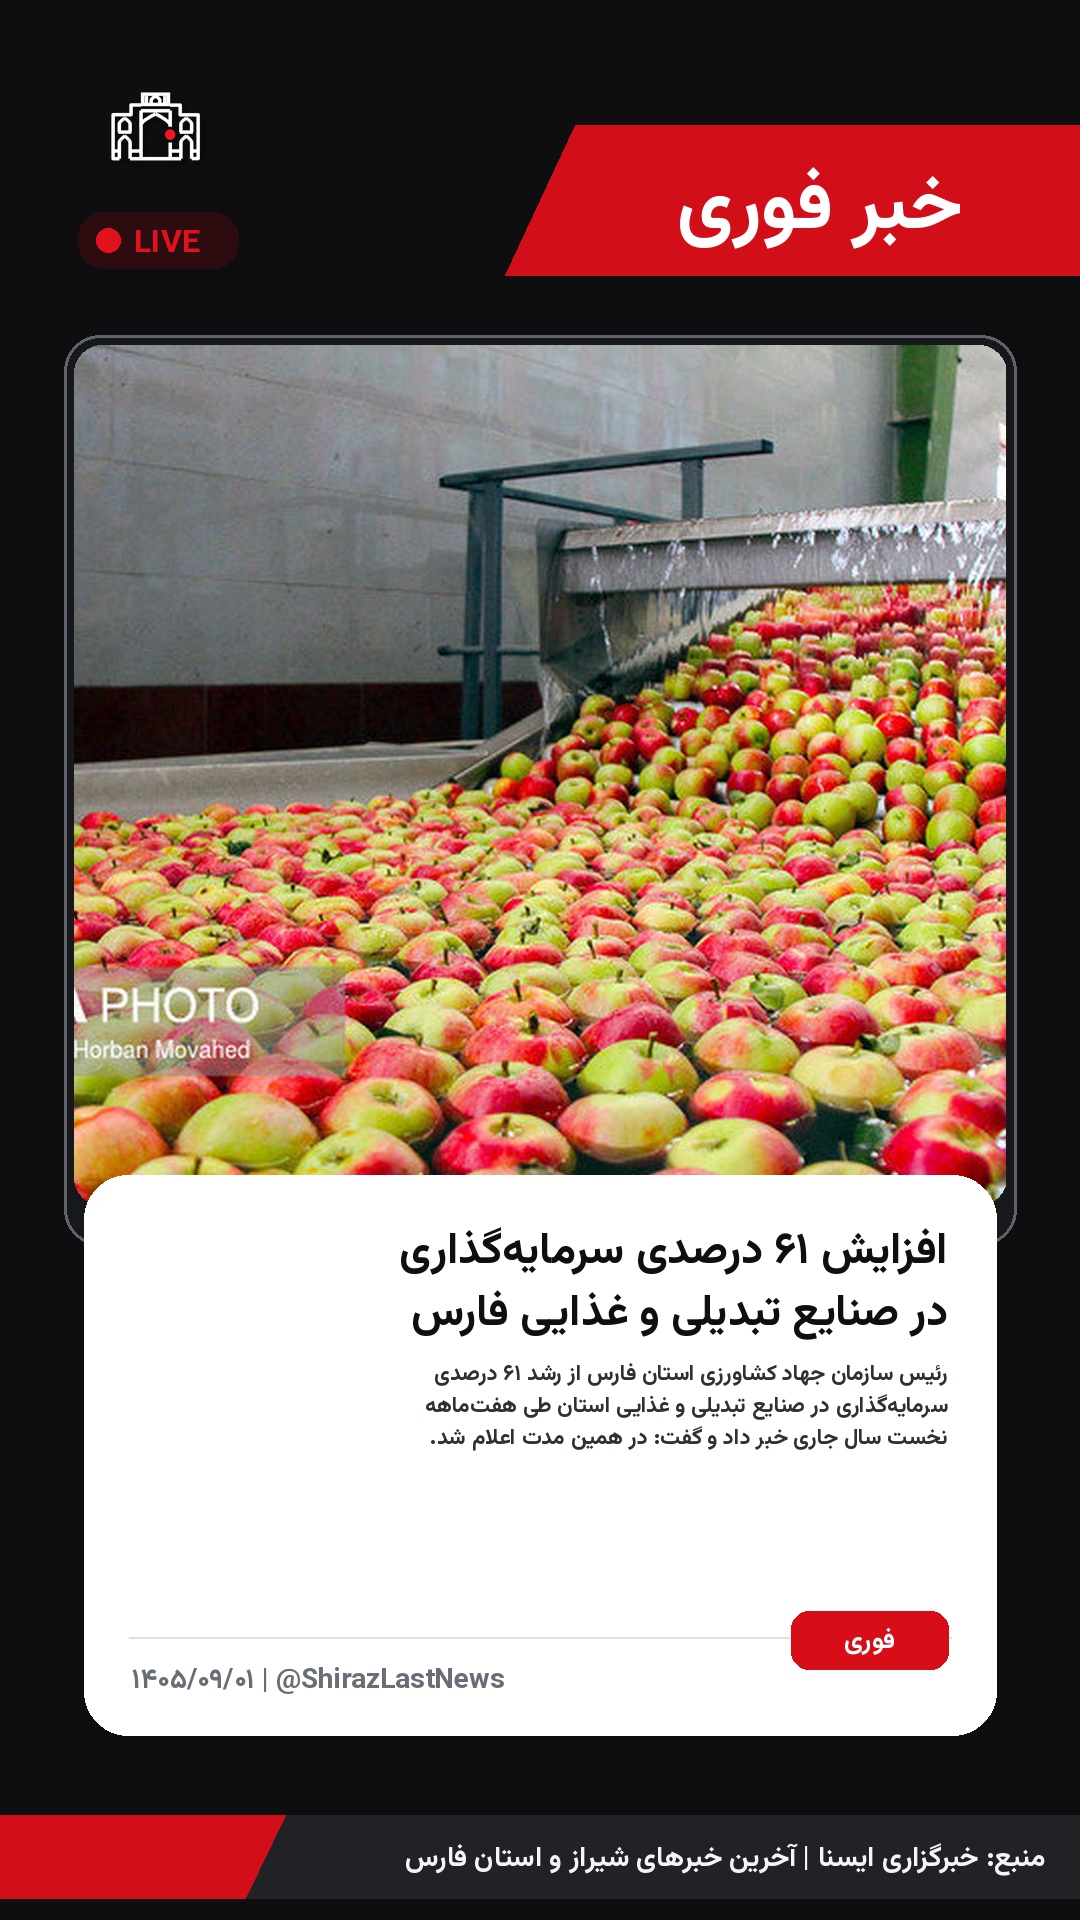 خبر فوری
LIVE
A PHOTO
Horban Movahed
افزایش ۶۱ درصدی سرمایه‌گذاری
در صنایع تبدیلی و غذایی فارس
رئیس سازمان جهاد کشاورزی استان فارس از رشد ۶۱ درصدی
سرمایه‌گذاری در صنایع تبدیلی و غذایی استان طی هفت‌ماهه
نخست سال جاری خبر داد و گفت: در همین مدت اعلام شد.
فوری
۱۴۰۵/۰۹/۰۱ | @ShirazLastNews
منبع: خبرگزاری ایسنا | آخرین خبرهای شیراز و استان فارس